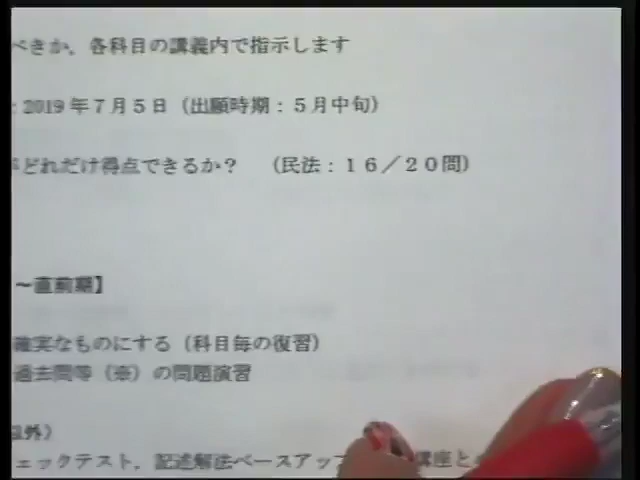 べきか、各科目の講義内で指示します
：2019年7月5日（出願時期：5月中旬）
どれだけ得点できるか？ （民法：16／20問）
～直前期】
確実なものにする（科目毎の復習）
過去問等（※）の問題演習
以外）
ェックテスト、記述解法ベースアップ 講座と